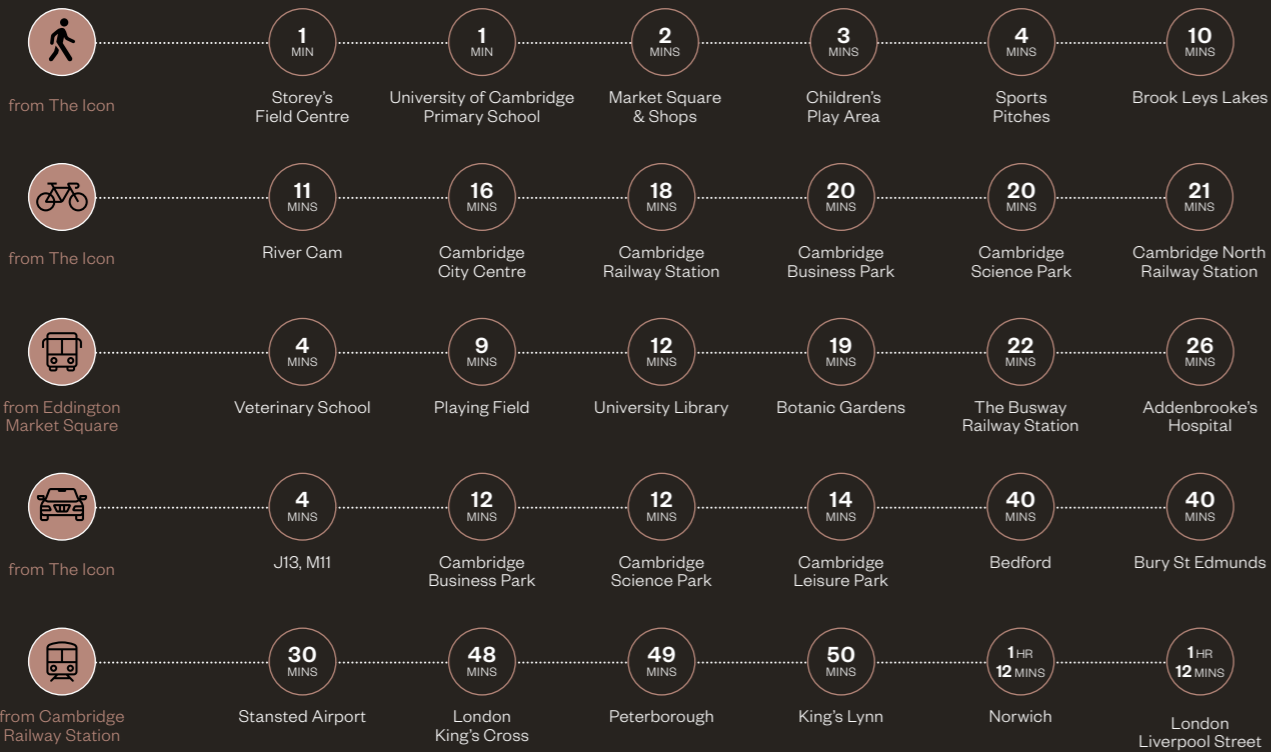 1
MIN
1
MIN
2
MINS
3
MINS
4
MINS
10
MINS
from The Icon
Storey's
Field Centre
University of Cambridge
Primary School
Market Square
& Shops
Children's
Play Area
Sports
Pitches
Brook Leys Lakes
11
MINS
16
MINS
18
MINS
20
MINS
20
MINS
21
MINS
from The Icon
River Cam
Cambridge
City Centre
Cambridge
Railway Station
Cambridge
Business Park
Cambridge
Science Park
Cambridge North
Railway Station
4
MINS
9
MINS
12
MINS
19
MINS
22
MINS
26
MINS
from Eddington
Market Square
Veterinary School
Playing Field
University Library
Botanic Gardens
The Busway
Railway Station
Addenbrooke's
Hospital
4
MINS
12
MINS
12
MINS
14
MINS
40
MINS
40
MINS
from The Icon
J13, M11
Cambridge
Business Park
Cambridge
Science Park
Cambridge
Leisure Park
Bedford
Bury St Edmunds
30
MINS
48
MINS
49
MINS
50
MINS
1 HR
12 MINS
1 HR
12 MINS
from Cambridge
Railway Station
Stansted Airport
London
King's Cross
Peterborough
King's Lynn
Norwich
London
Liverpool Street